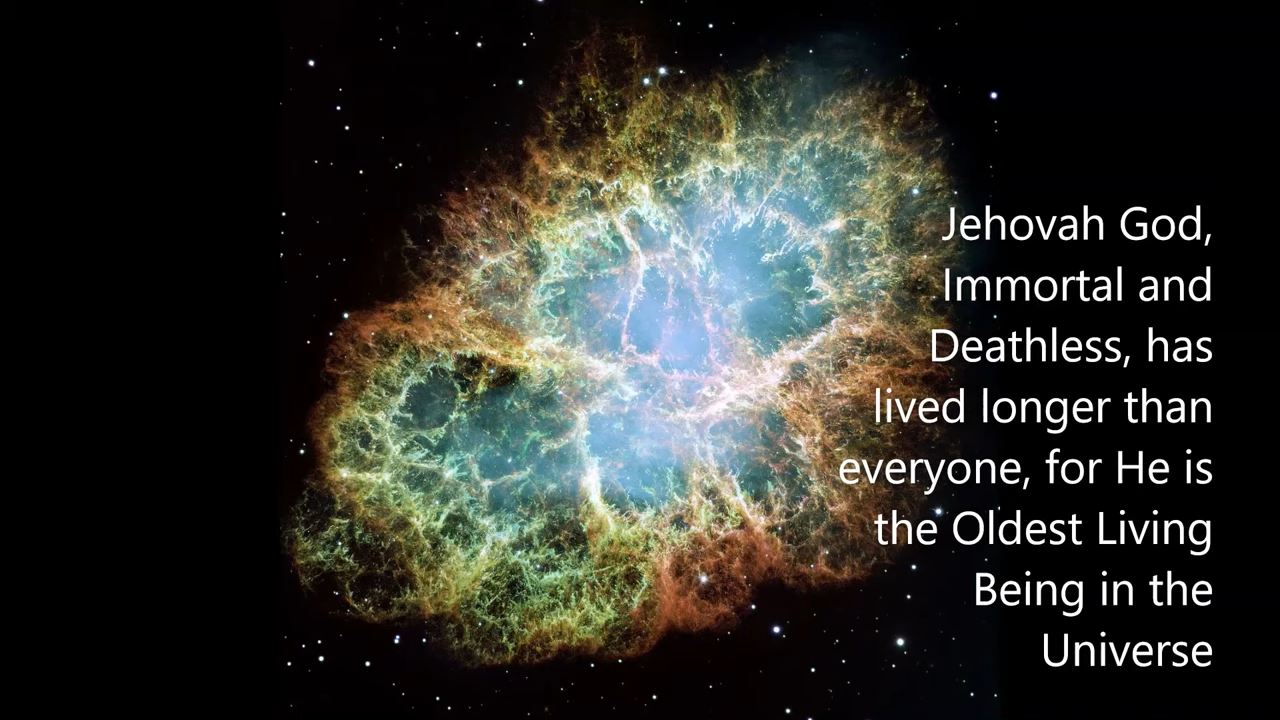 Jehovah God,
Immortal and
Deathless, has
lived longer than
everyone, for He is
the Oldest Living
Being in the
Universe